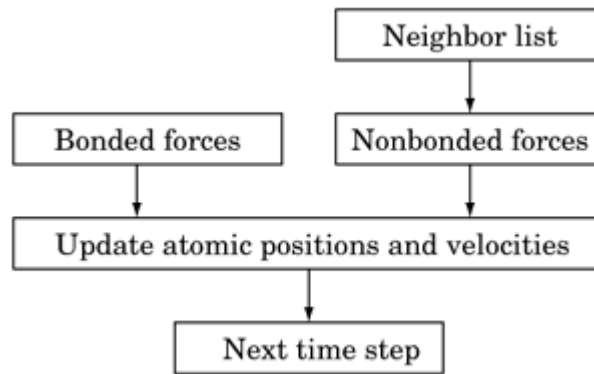 Neighbor list
Bonded forces
Nonbonded forces
Update atomic positions and velocities
Next time step